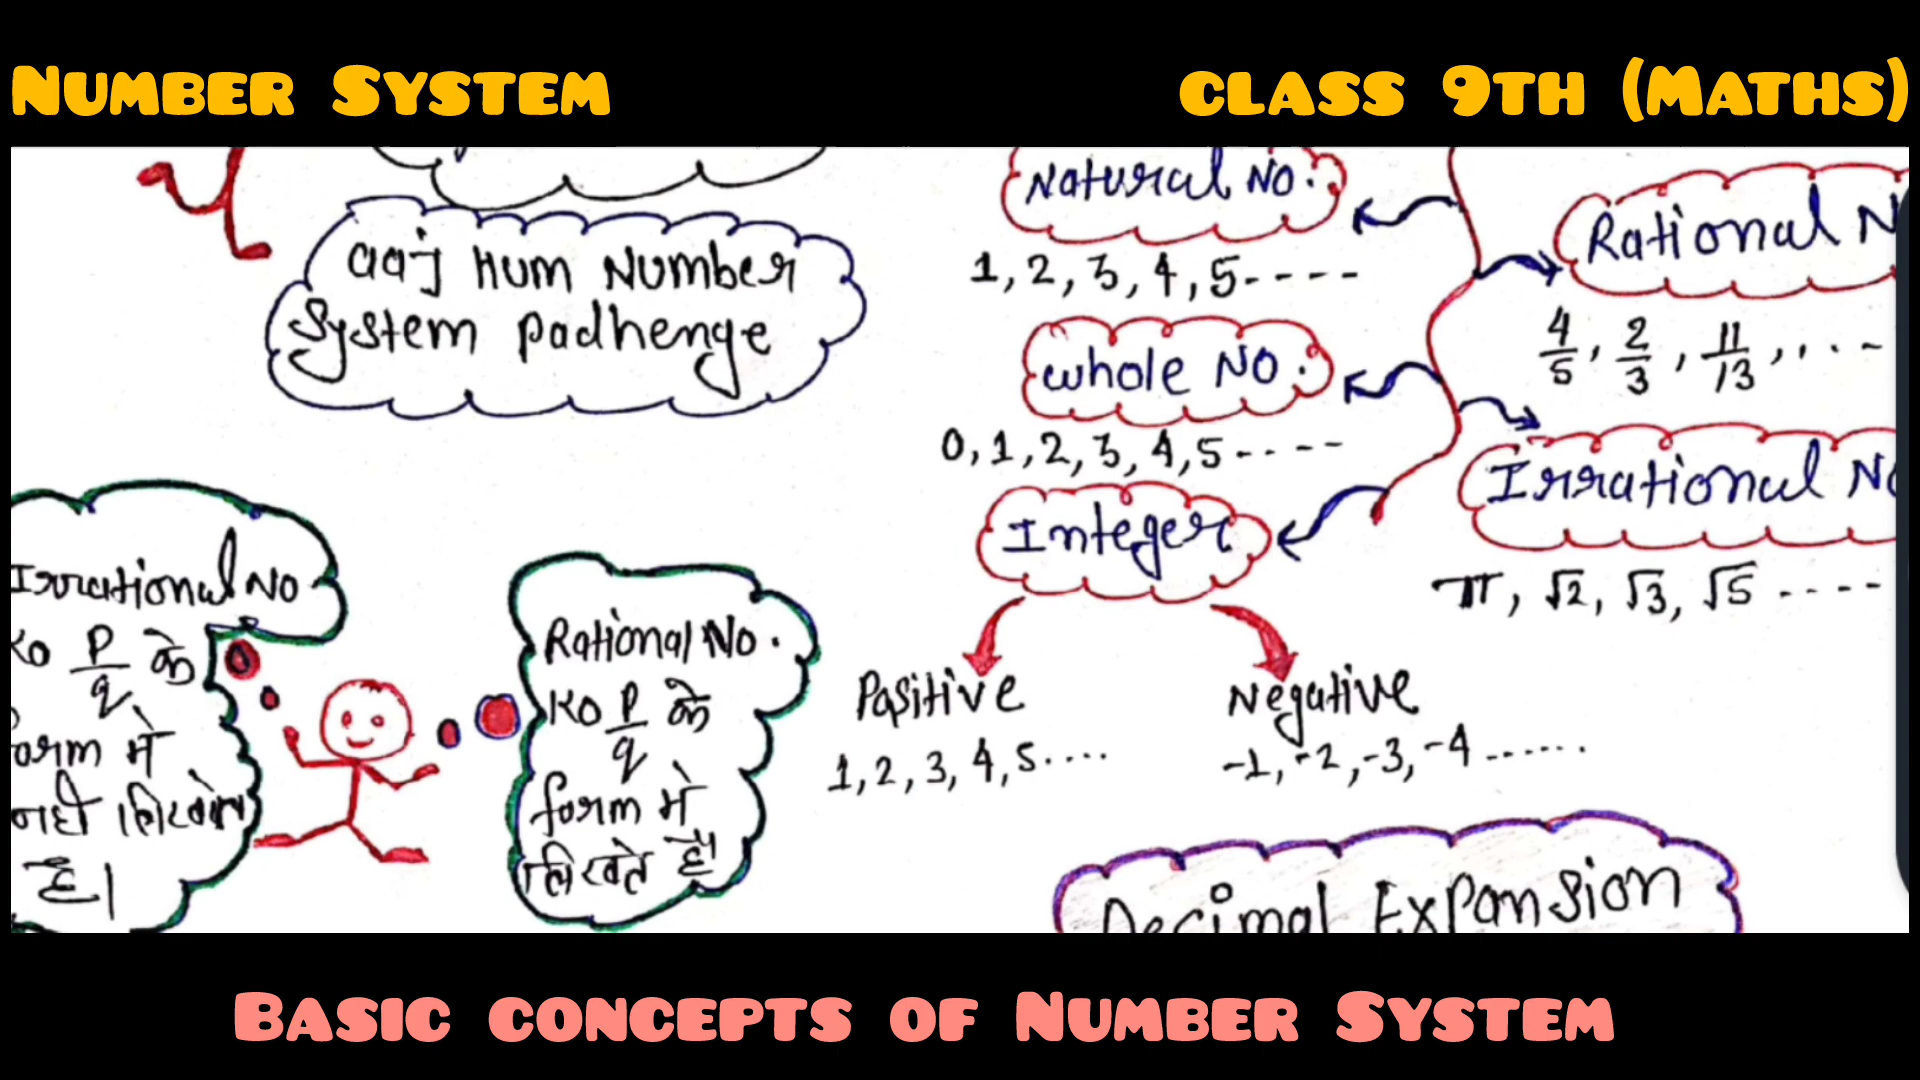 NUMBER SYSTEM
CLASS 9TH (MATHS)
aaj Hum Number
System padhenge
Natural No.
1, 2, 3, 4, 5 - - - -
Rational N
4/5, 2/3, 11/13, , . . -
whole NO.
0, 1, 2, 3, 4, 5 - - - -
Irrational No
π, √2, √3, √5 - - - - -
Integer
Positive
1, 2, 3, 4, 5 ....
Negative
-1, -2, -3, -4 ......
Irrational No
Ko P/q के
form में
नही लिखते
है।
Rational No.
Ko P/q के
form में
लिखते है।
Decimal Expansion
BASIC CONCEPTS OF NUMBER SYSTEM